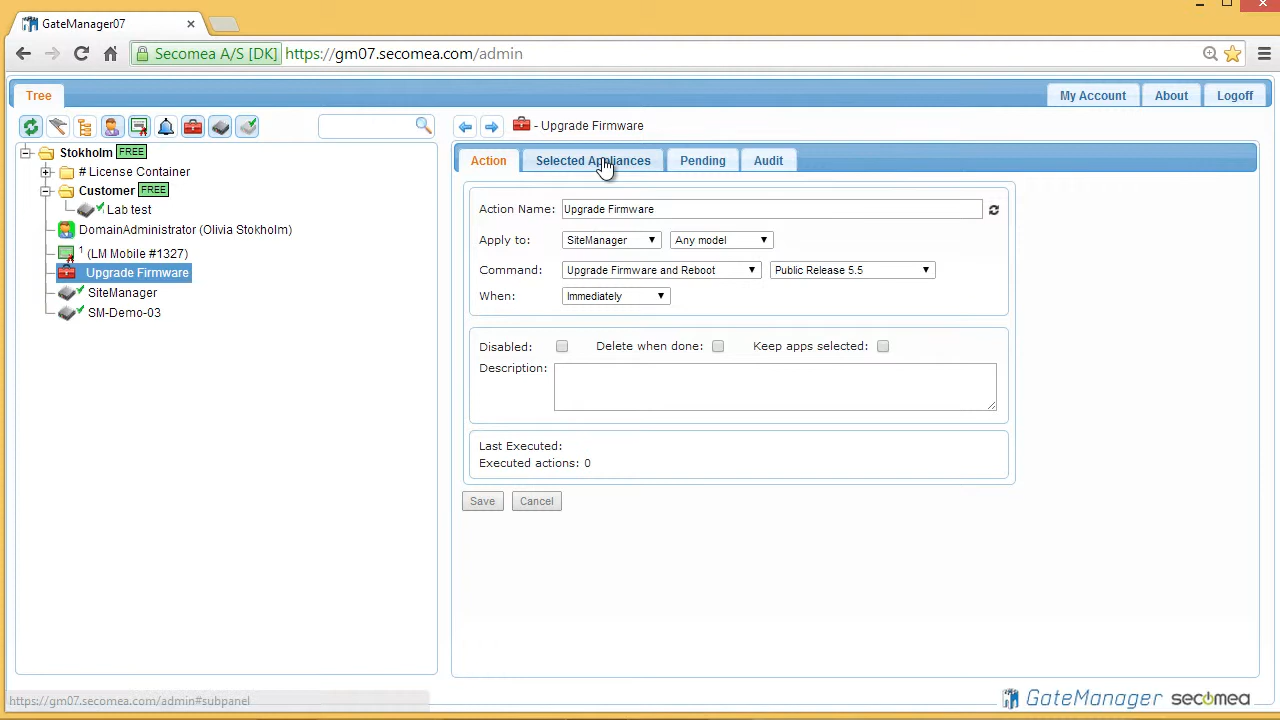 GateManager07
Secomea A/S [DK]
https://gm07.secomea.com/admin
Tree
My Account
About
Logoff
- Upgrade Firmware
Stokholm FREE
# License Container
Customer FREE
Lab test
DomainAdministrator (Olivia Stokholm)
1 (LM Mobile #1327)
Upgrade Firmware
SiteManager
SM-Demo-03
Action
Selected Appliances
Pending
Audit
Action Name: Upgrade Firmware
Apply to: SiteManager Any model
Command: Upgrade Firmware and Reboot Public Release 5.5
When: Immediately
Disabled: Delete when done: Keep apps selected:
Description:
Last Executed:
Executed actions: 0
Save Cancel
https://gm07.secomea.com/admin#subpanel
GateManager secomea